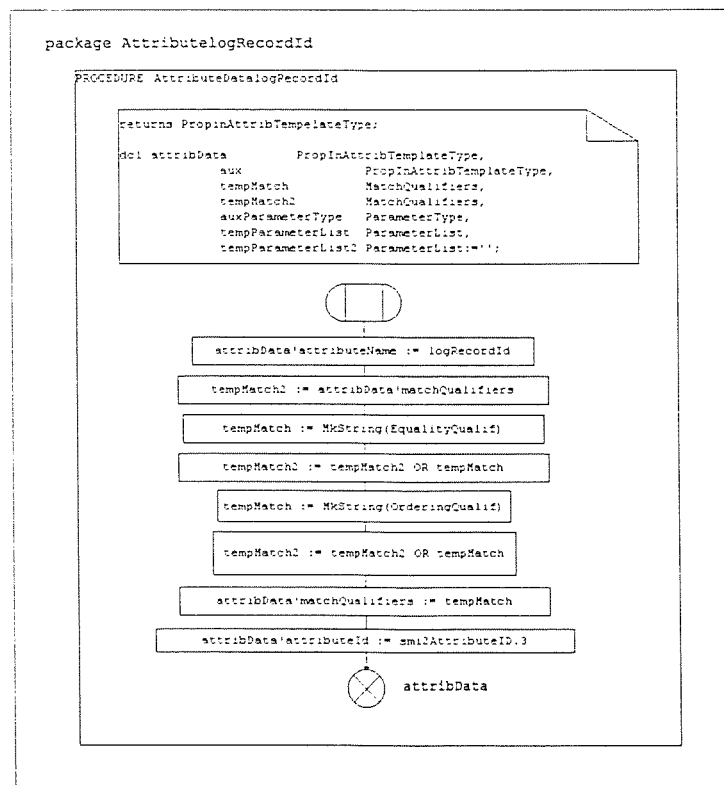 package AttributelogRecordId
PROCEDURE AttributeDatalogRecordId
returns PropinAttribTempelateType;
dcl attribData PropInAttribTemplateType,
aux PropInAttribTemplateType,
tempMatch MatchQualifiers,
tempMatch2 MatchQualifiers,
auxParameterType ParameterType,
tempParameterList ParameterList,
tempParameterList2 ParameterList:='';
attribData'attributeName := logRecordId
tempMatch2 := attribData'matchQualifiers
tempMatch := MkString(EqualityQualif)
tempMatch2 := tempMatch2 OR tempMatch
tempMatch := MkString(OrderingQualif)
tempMatch2 := tempMatch2 OR tempMatch
attribData'matchQualifiers := tempMatch
attribData'attributeId := smi2AttributeID.3
attribData